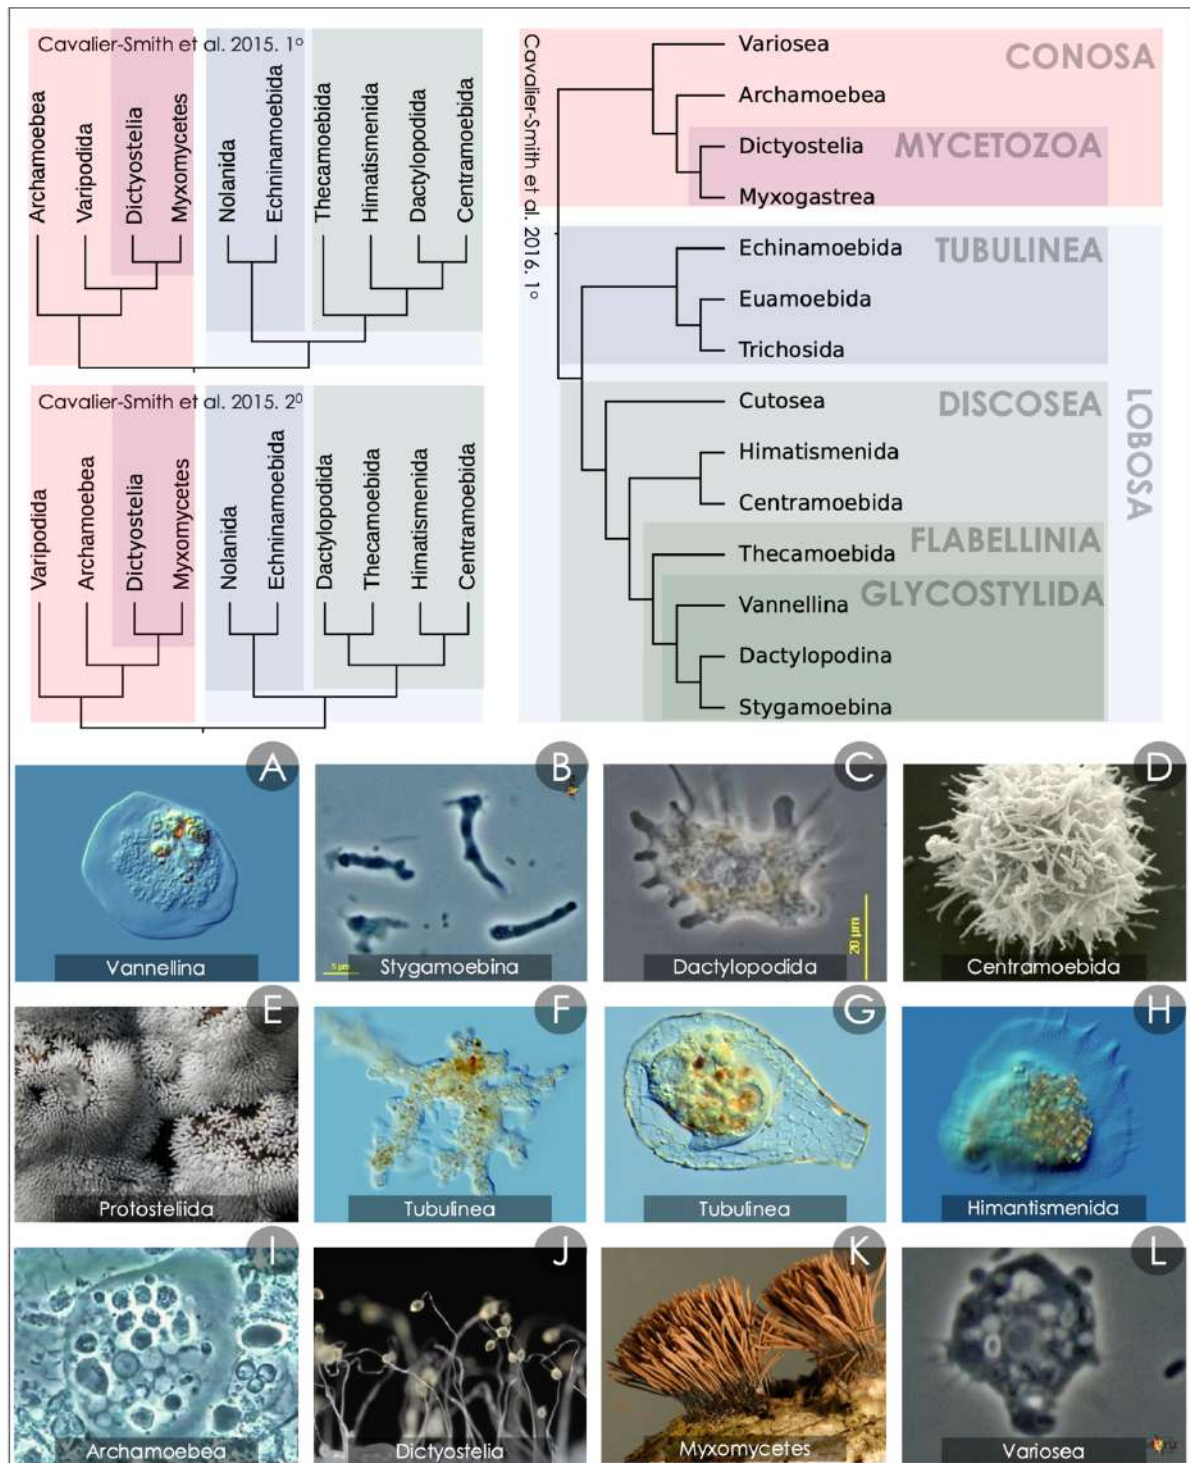 Cavalier-Smith et al. 2015. 1º
Archamoebea
Varipodida
Dictyostelia
Myxomycetes
Nolanida
Echninamoebida
Thecamoebida
Himatismenida
Dactylopodida
Centramoebida
Cavalier-Smith et al. 2015. 2º
Varipodida
Archamoebea
Dictyostelia
Myxomycetes
Nolanida
Echninamoebida
Dactylopodida
Thecamoebida
Himatismenida
Centramoebida
Cavalier-Smith et al. 2016. 1º
Variosea
CONOSA
Archamoebea
Dictyostelia
MYCETOZOA
Myxogastrea
Echinamoebida
TUBULINEA
Euamoebida
Trichosida
LOBOSA
Cutosea
DISCOSEA
Himatismenida
Centramoebida
Thecamoebida
FLABELLINIA
Vannellina
GLYCOSTYLIDA
Dactylopodina
Stygamoebina
A
Vannellina
B
5 µm
Stygamoebina
C
20 µm
Dactylopodida
D
Centramoebida
E
Protosteliida
F
Tubulinea
G
Tubulinea
H
Himantismenida
I
Archamoebea
J
Dictyostelia
K
Myxomycetes
L
Variosea